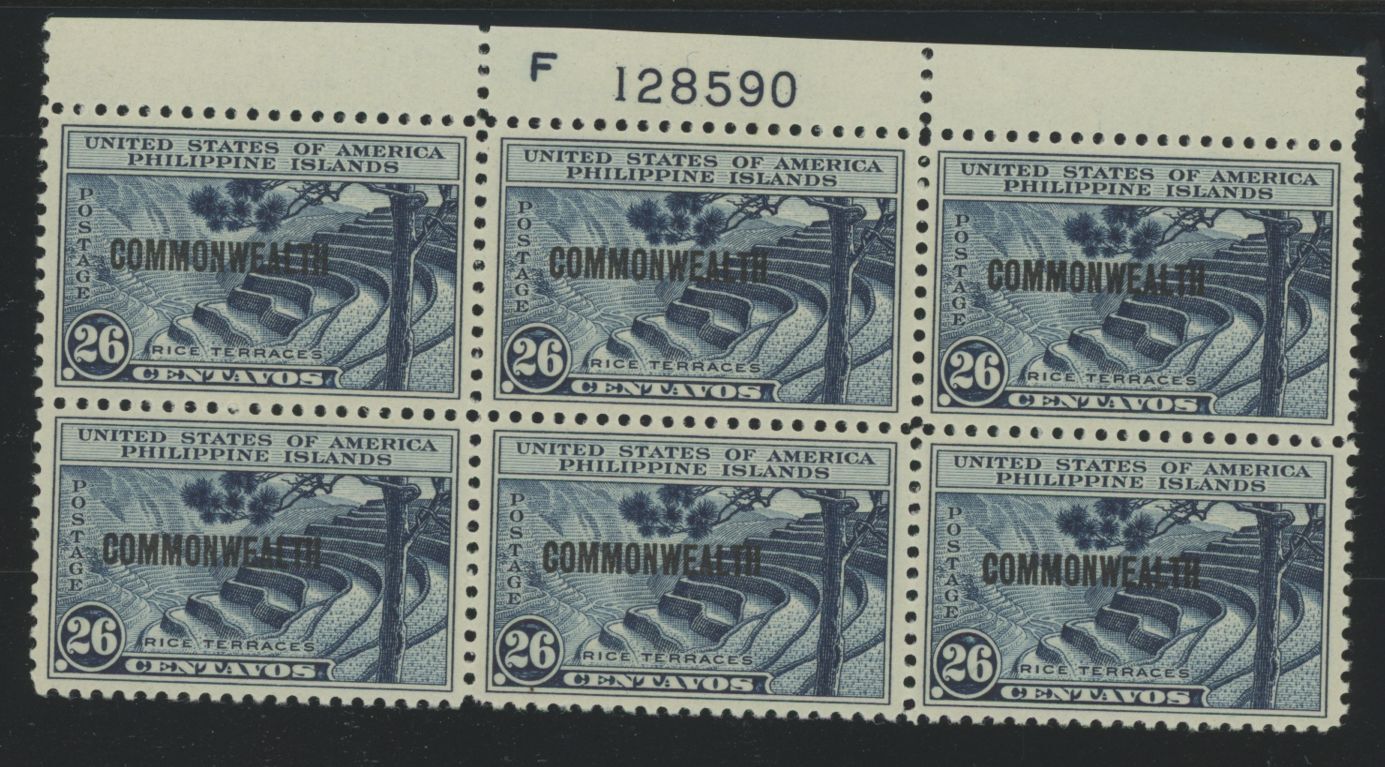 F 128590
UNITED STATES OF AMERICA
PHILIPPINE ISLANDS
POSTAGE
COMMONWEALTH
26
RICE TERRACES
CENTAVOS
UNITED STATES OF AMERICA
PHILIPPINE ISLANDS
POSTAGE
COMMONWEALTH
26
RICE TERRACES
CENTAVOS
UNITED STATES OF AMERICA
PHILIPPINE ISLANDS
POSTAGE
COMMONWEALTH
26
RICE TERRACES
CENTAVOS
UNITED STATES OF AMERICA
PHILIPPINE ISLANDS
POSTAGE
COMMONWEALTH
26
RICE TERRACES
CENTAVOS
UNITED STATES OF AMERICA
PHILIPPINE ISLANDS
POSTAGE
COMMONWEALTH
26
RICE TERRACES
CENTAVOS
UNITED STATES OF AMERICA
PHILIPPINE ISLANDS
POSTAGE
COMMONWEALTH
26
RICE TERRACES
CENTAVOS